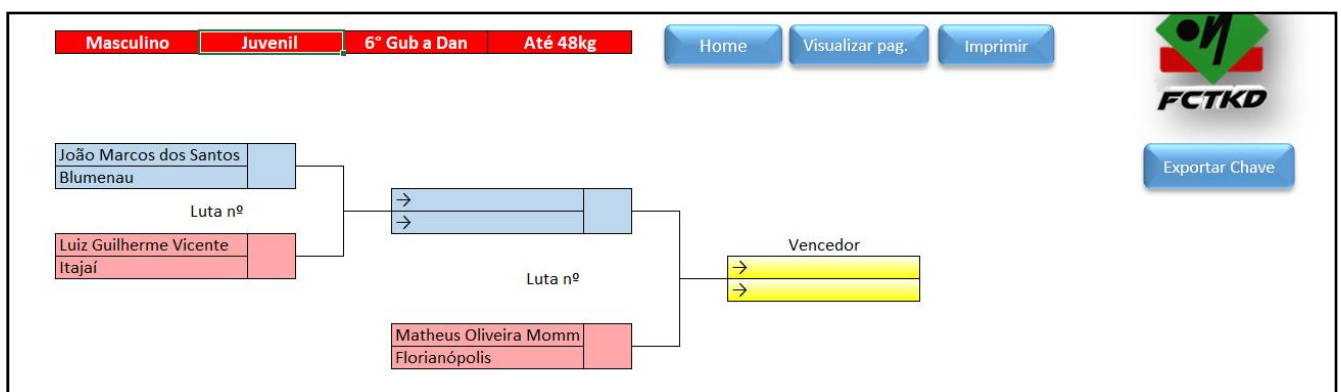 Masculino Juvenil 6° Gub a Dan Até 48kg
Home Visualizar pag. Imprimir
FCTKD
Exportar Chave
João Marcos dos Santos
Blumenau
Luta nº
Luiz Guilherme Vicente
Itajaí
→
→
Luta nº
Matheus Oliveira Momm
Florianópolis
Vencedor
→
→